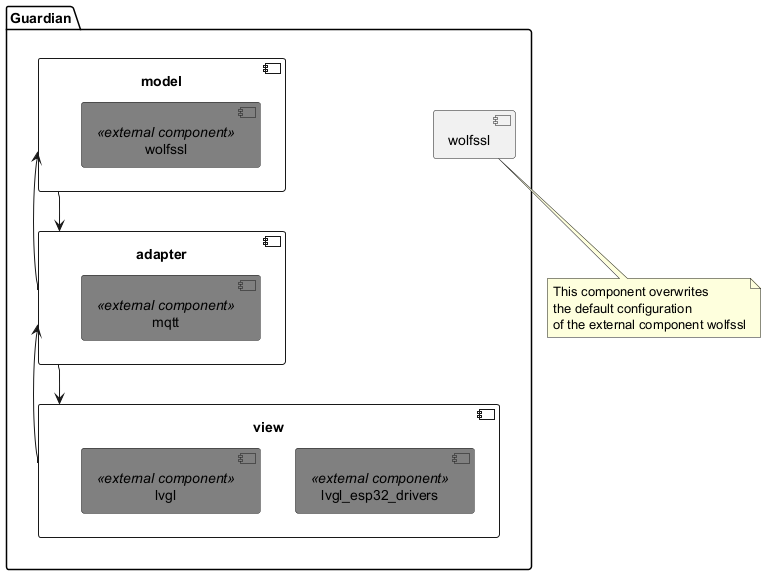 Guardian
model
«external component»
wolfssl
wolfssl
adapter
«external component»
mqtt
This component overwrites
the default configuration
of the external component wolfssl
view
«external component»
lvgl
«external component»
lvgl_esp32_drivers